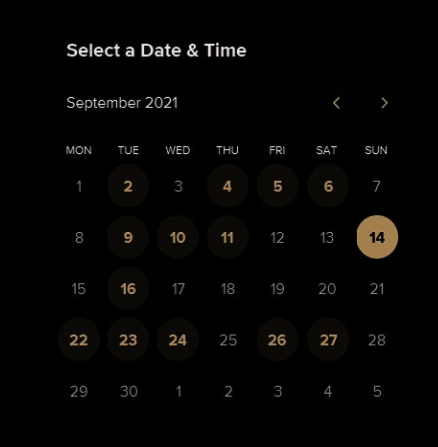 Select a Date & Time
September 2021
MON TUE WED THU FRI SAT SUN
1 2 3 4 5 6 7
8 9 10 11 12 13 14
15 16 17 18 19 20 21
22 23 24 25 26 27 28
29 30 1 2 3 4 5